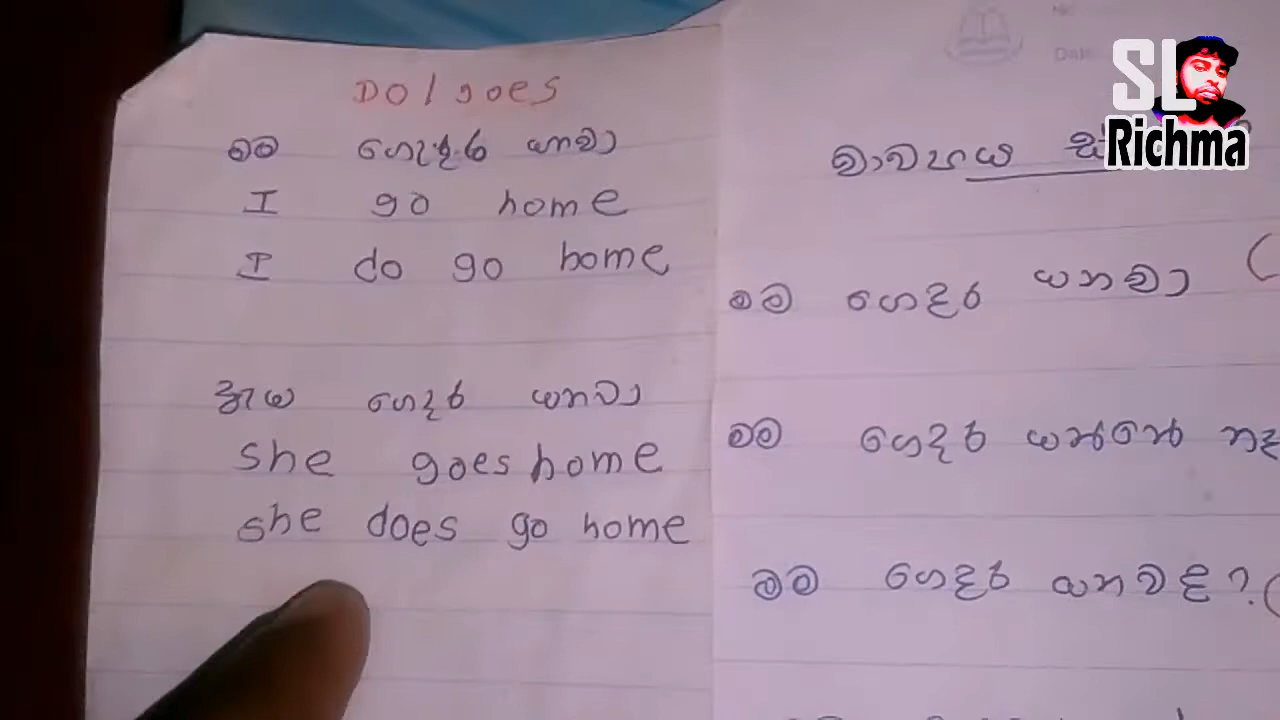 DO / goes
මම ගෙදර යනවා
I go home
I do go home
ඇය ගෙදර යනවා
she goes home
she does go home
වාක්‍යය
මම ගෙදර යනවා (
මම ගෙදර යන්නෙ නෑ
මම ගෙදර යනවද ? (
SL
Richma